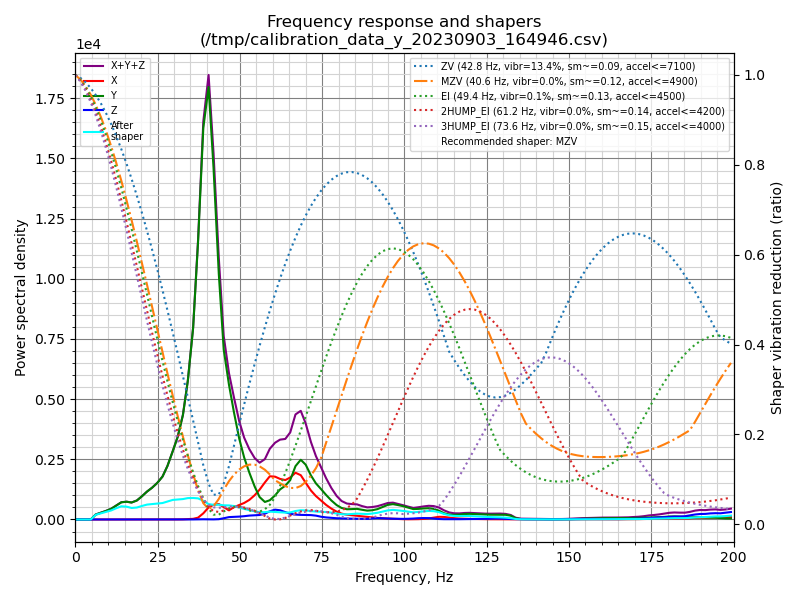 Frequency response and shapers
(/tmp/calibration_data_y_20230903_164946.csv)
1e4
X+Y+Z
X
Y
Z
After
shaper
ZV (42.8 Hz, vibr=13.4%, sm~=0.09, accel<=7100)
MZV (40.6 Hz, vibr=0.0%, sm~=0.12, accel<=4900)
EI (49.4 Hz, vibr=0.1%, sm~=0.13, accel<=4500)
2HUMP_EI (61.2 Hz, vibr=0.0%, sm~=0.14, accel<=4200)
3HUMP_EI (73.6 Hz, vibr=0.0%, sm~=0.15, accel<=4000)
Recommended shaper: MZV
Power spectral density
1.75
1.50
1.25
1.00
0.75
0.50
0.25
0.00
1.0
0.8
0.6
0.4
0.2
0.0
Shaper vibration reduction (ratio)
0 25 50 75 100 125 150 175 200
Frequency, Hz